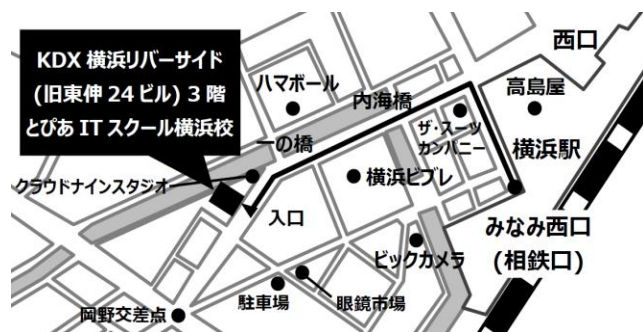 KDX 横浜リバーサイド
(旧東伸 24 ビル) 3 階
とぴあ IT スクール横浜校
西口
ハマボール
内海橋
高島屋
ザ・スーツ
カンパニー
横浜駅
一の橋
クラウドナインスタジオ
横浜ビブレ
入口
みなみ西口
(相鉄口)
ビックカメラ
駐車場
眼鏡市場
岡野交差点